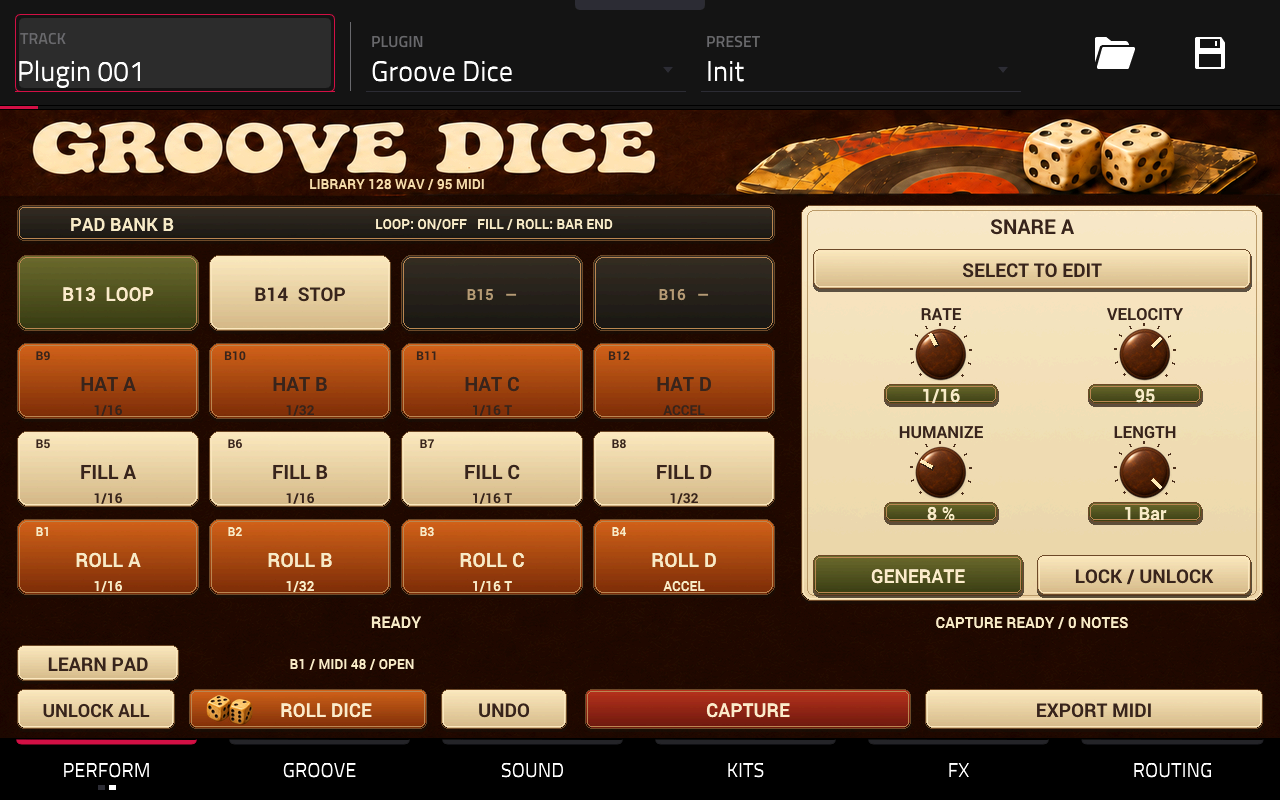 TRACK
Plugin 001
PLUGIN
Groove Dice
PRESET
Init
GROOVE DICE
LIBRARY 128 WAV / 95 MIDI
PAD BANK B
LOOP: ON/OFF FILL / ROLL: BAR END
B13 LOOP
B14 STOP
B15 –
B16 –
B9
HAT A
1/16
B10
HAT B
1/32
B11
HAT C
1/16 T
B12
HAT D
ACCEL
B5
FILL A
1/16
B6
FILL B
1/16
B7
FILL C
1/16 T
B8
FILL D
1/32
B1
ROLL A
1/16
B2
ROLL B
1/32
B3
ROLL C
1/16 T
B4
ROLL D
ACCEL
SNARE A
SELECT TO EDIT
RATE
1/16
VELOCITY
95
HUMANIZE
8 %
LENGTH
1 Bar
GENERATE
LOCK / UNLOCK
READY
CAPTURE READY / 0 NOTES
LEARN PAD
B1 / MIDI 48 / OPEN
UNLOCK ALL
ROLL DICE
UNDO
CAPTURE
EXPORT MIDI
PERFORM
GROOVE
SOUND
KITS
FX
ROUTING